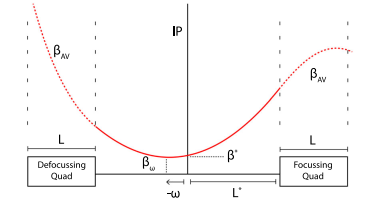 IP
β_AV
β_AV
L
L
β_ω
β*
Defocussing
Quad
Focussing
Quad
-ω
L*